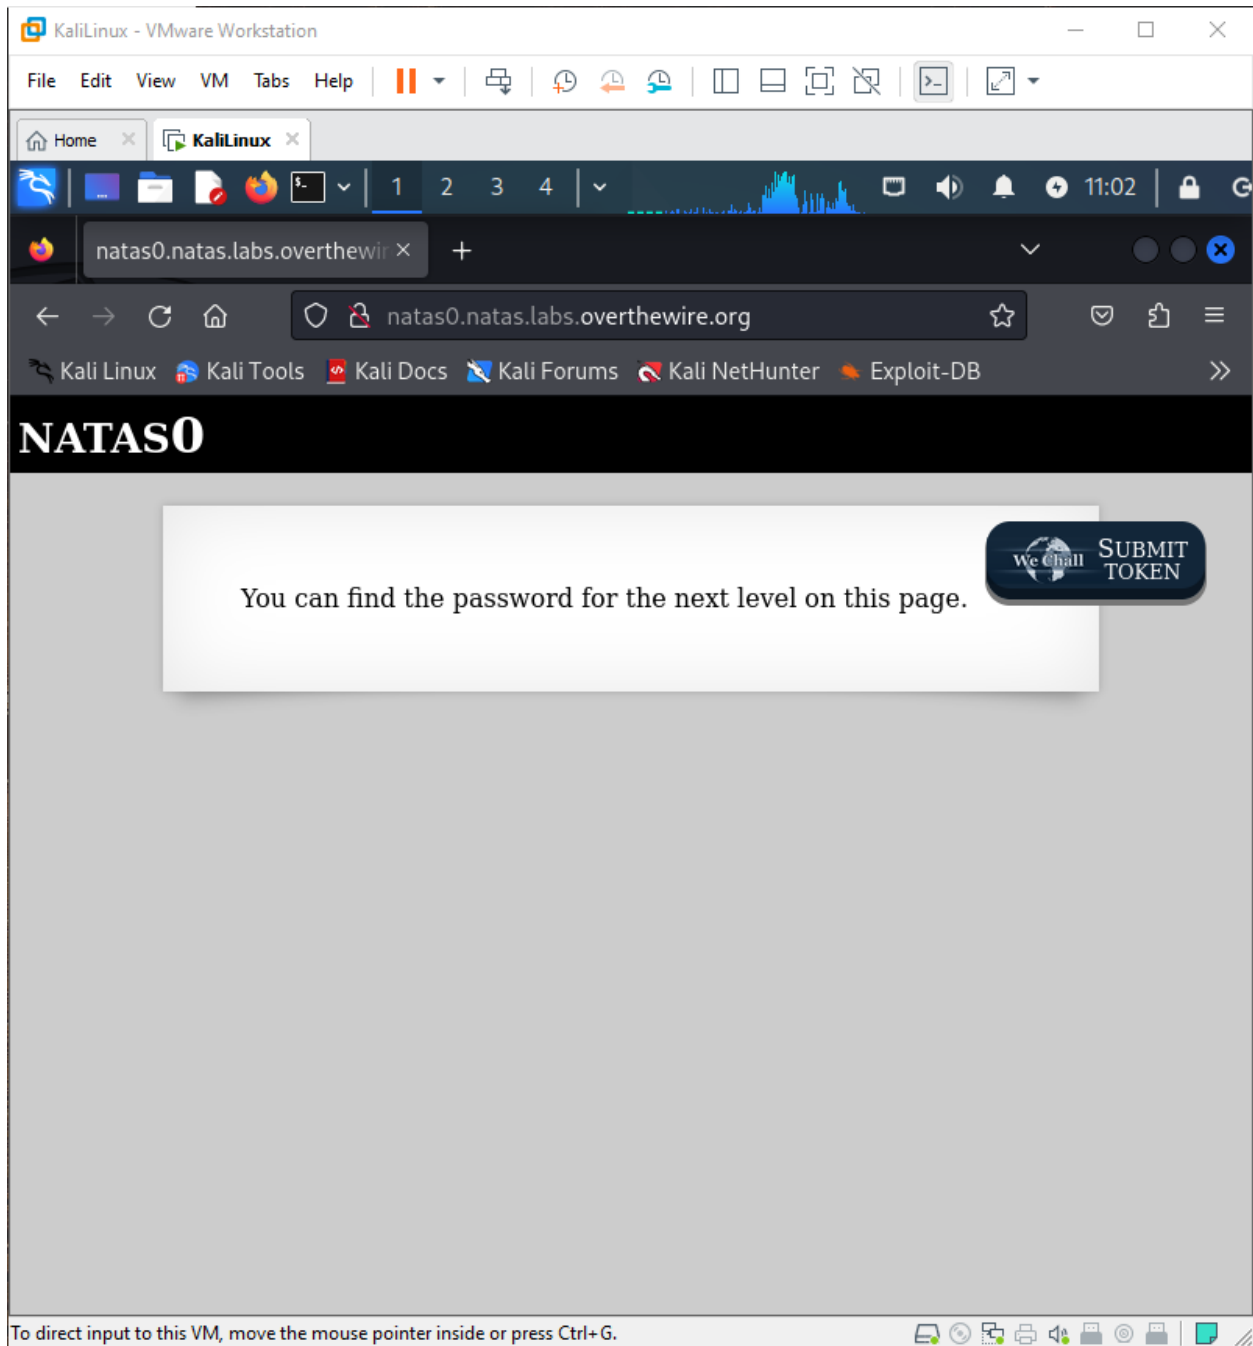 KaliLinux - VMware Workstation
File Edit View VM Tabs Help
Home KaliLinux
1 2 3 4 11:02
natas0.natas.labs.overthewir
natas0.natas.labs.overthewire.org
Kali Linux Kali Tools Kali Docs Kali Forums Kali NetHunter Exploit-DB
NATAS0
We Chall SUBMIT
TOKEN
You can find the password for the next level on this page.
To direct input to this VM, move the mouse pointer inside or press Ctrl+G.